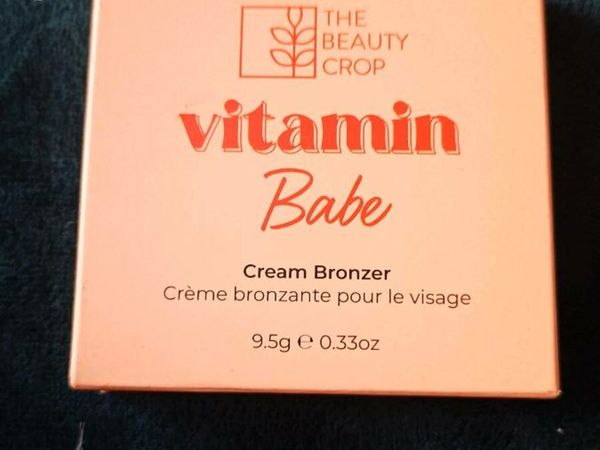 THE
BEAUTY
CROP
vitamin
Babe
Cream Bronzer
Crème bronzante pour le visage
9.5g ℮ 0.33oz